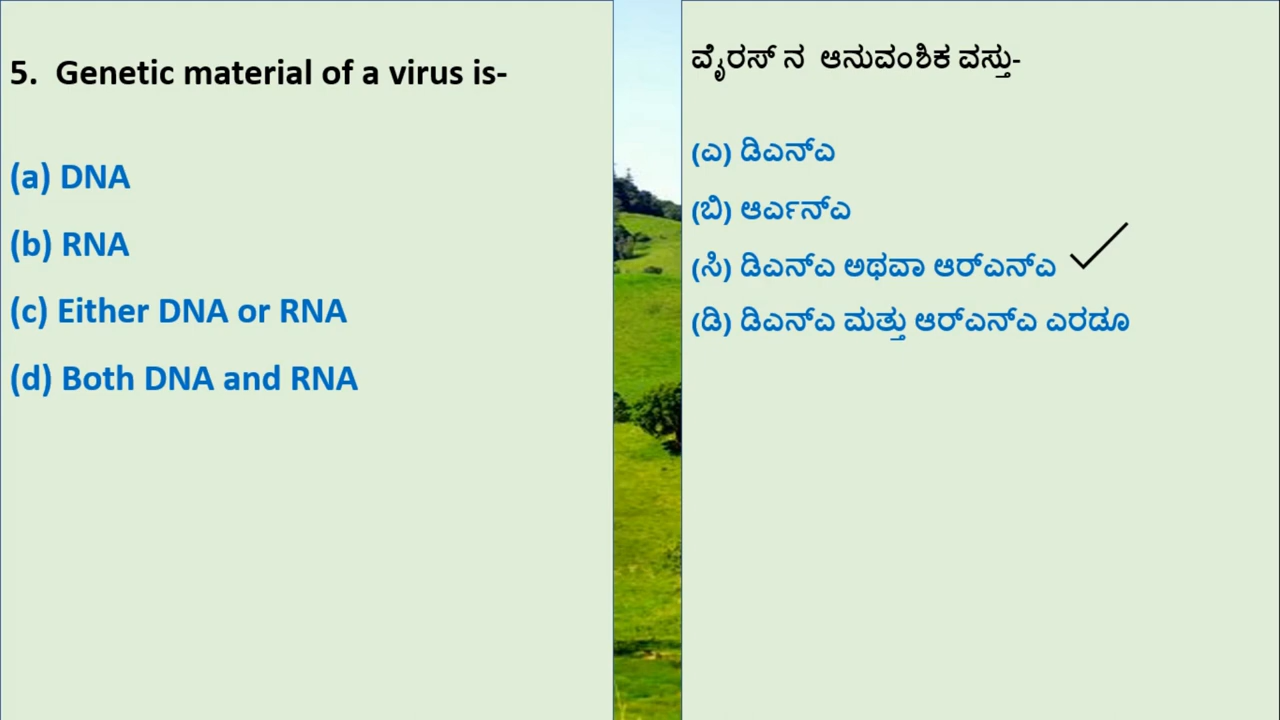 5. Genetic material of a virus is-
(a) DNA
(b) RNA
(c) Either DNA or RNA
(d) Both DNA and RNA
ವೈರಸ್ ನ ಆನುವಂಶಿಕ ವಸ್ತು-
(ಎ) ಡಿಎನ್ಎ
(ಬಿ) ಆರ್ಎನ್ಎ
(ಸಿ) ಡಿಎನ್ಎ ಅಥವಾ ಆರ್‌ಎನ್ಎ
(ಡಿ) ಡಿಎನ್ಎ ಮತ್ತು ಆರ್‌ಎನ್ಎ ಎರಡೂ